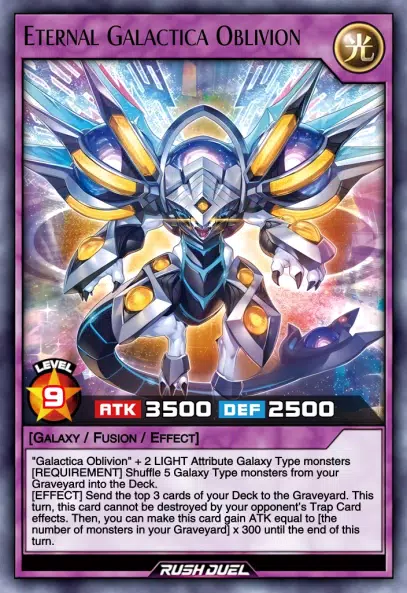 Eternal Galactica Oblivion
光
LEVEL
9
ATK 3500 DEF 2500
[Galaxy / Fusion / Effect]
"Galactica Oblivion" + 2 LIGHT Attribute Galaxy Type monsters
[REQUIREMENT] Shuffle 5 Galaxy Type monsters from your
Graveyard into the Deck.
[EFFECT] Send the top 3 cards of your Deck to the Graveyard. This
turn, this card cannot be destroyed by your opponent's Trap Card
effects. Then, you can make this card gain ATK equal to [the
number of monsters in your Graveyard] x 300 until the end of this
turn.
RUSH DUEL